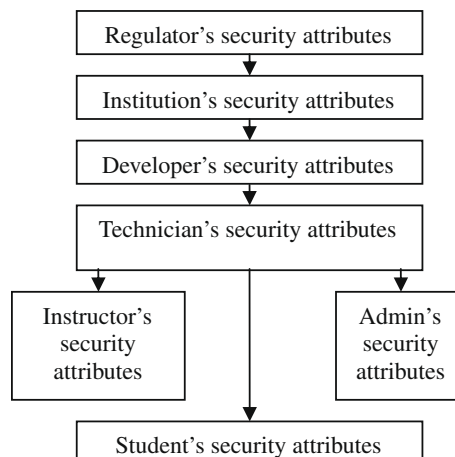 Regulator’s security attributes
Institution’s security attributes
Developer’s security attributes
Technician’s security attributes
Instructor’s
security
attributes
Admin’s
security
attributes
Student’s security attributes